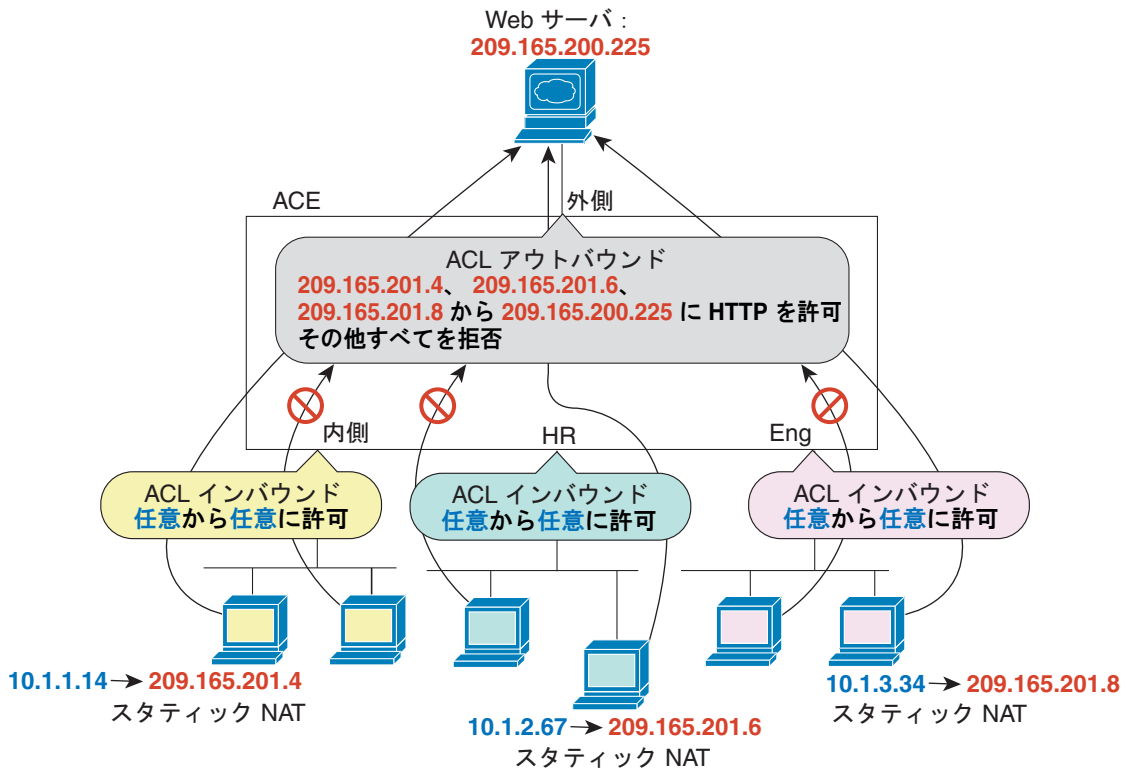 Web サーバ :
209.165.200.225
ACE
外側
ACL アウトバウンド
209.165.201.4、 209.165.201.6、
209.165.201.8 から 209.165.200.225 に HTTP を許可
その他すべてを拒否
内側
HR
Eng
ACL インバウンド
任意から任意に許可
ACL インバウンド
任意から任意に許可
ACL インバウンド
任意から任意に許可
10.1.1.14 → 209.165.201.4
スタティック NAT
10.1.2.67 → 209.165.201.6
スタティック NAT
10.1.3.34 → 209.165.201.8
スタティック NAT